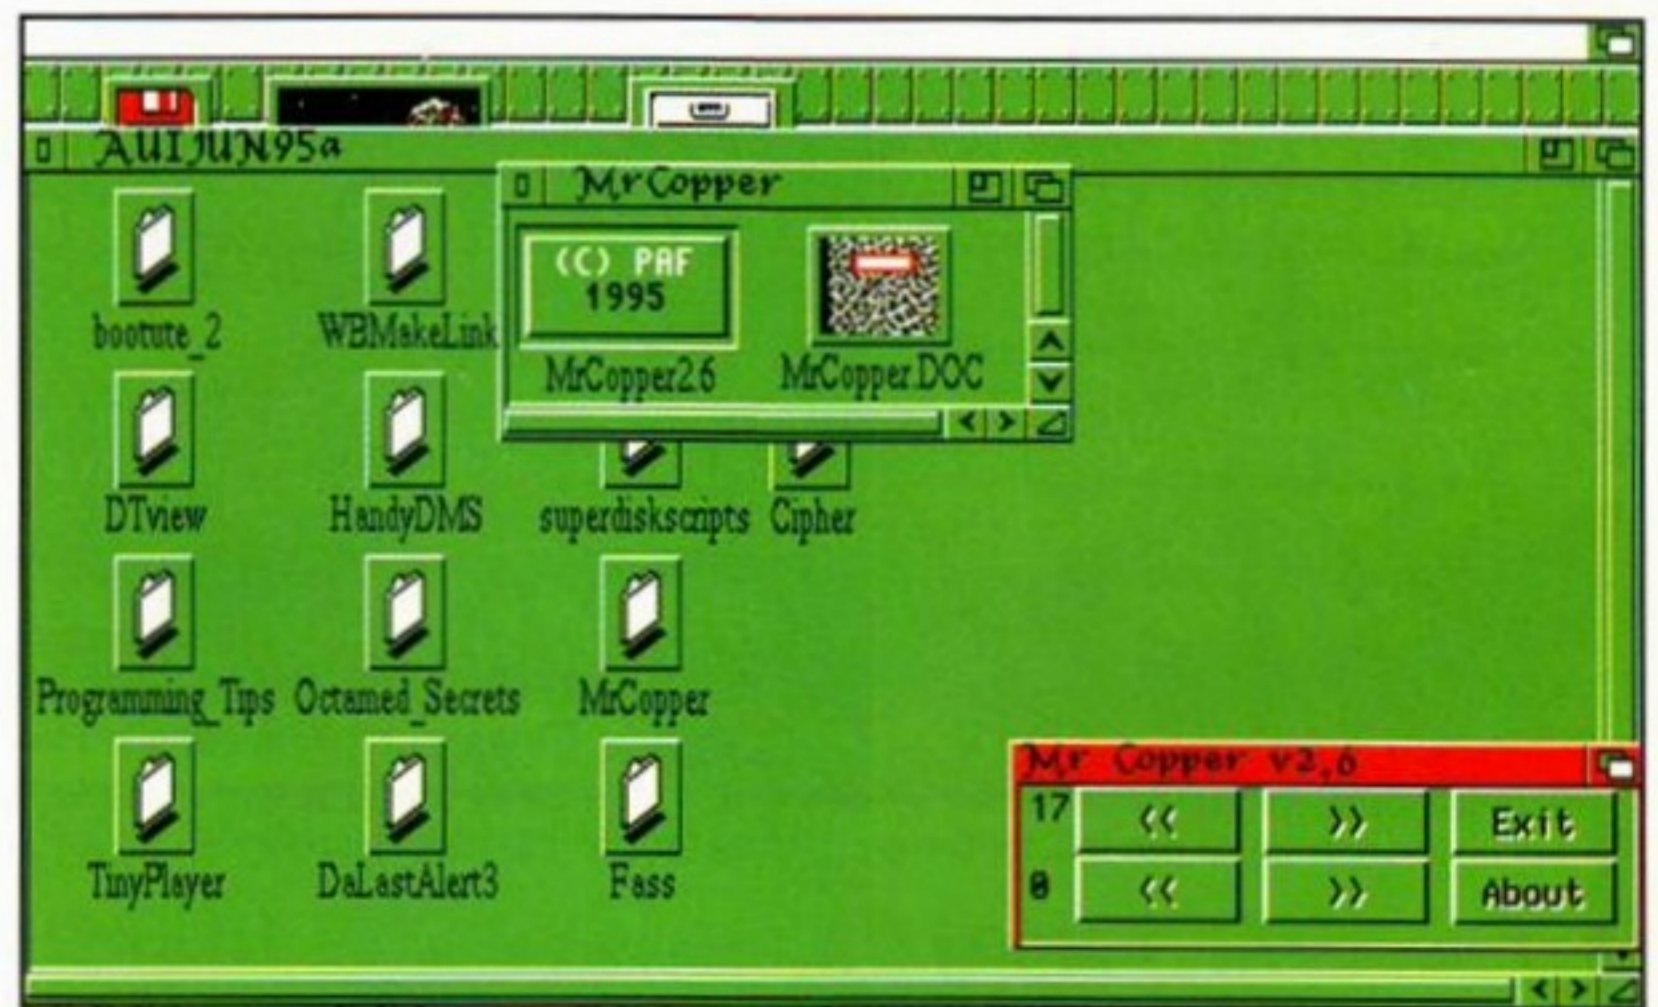 AUIJUN95a
MrCopper
(C) PAF
1995
MrCopper2.6
MrCopper.DOC
bootute_2
WBMakeLink
DTview
HandyDMS
superdiskscripts
Cipher
Programming_Tips
Octamed_Secrets
MrCopper
Mr Copper v2,6
17
<<
>>
Exit
0
<<
>>
About
TinyPlayer
DaLastAlert3
Fass